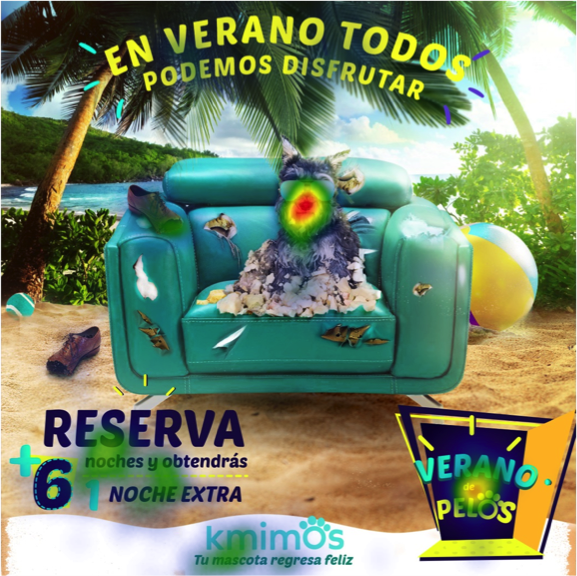 EN VERANO TODOS
PODEMOS DISFRUTAR
RESERVA
+6 noches y obtendrás
1 NOCHE EXTRA
VERANO
de
PELOS
kmimos
Tu mascota regresa feliz